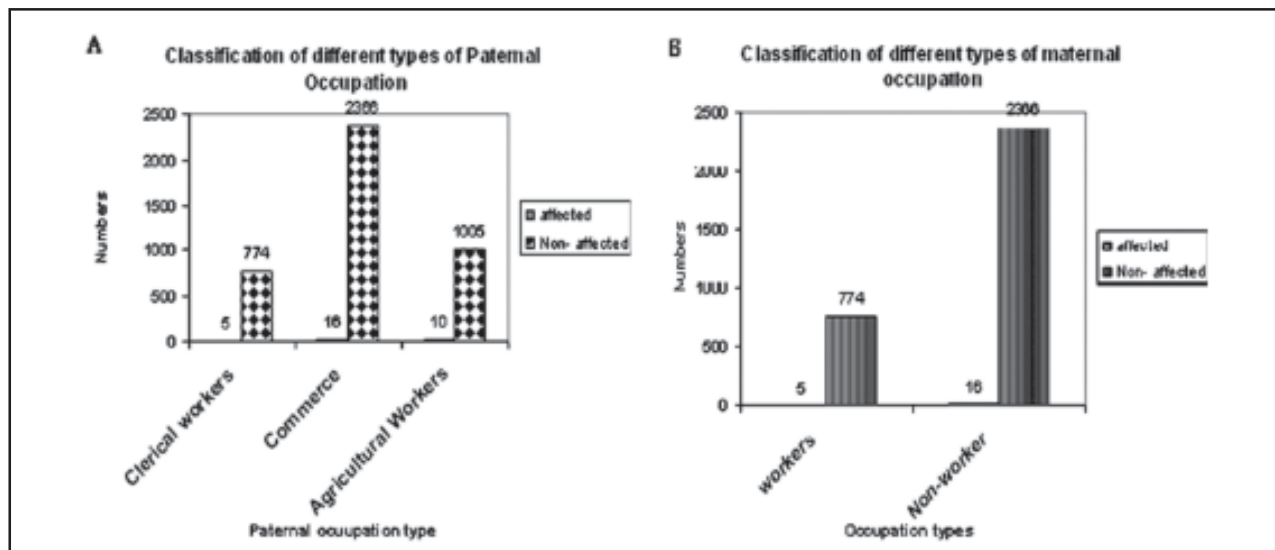 A
Classification of different types of Paternal
Occupation
2366
2500
2000
1500
1000
500
0
Numbers
774
1005
5
16
10
Clerical workers
Commerce
Agricultural Workers
Paternal ocuupation type
affected
Non- affected
B
Classification of different types of maternal
occupation
2366
2500
2000
1500
1000
500
0
Numbers
774
5
16
workers
Non-worker
Occupation types
affected
Non- affected